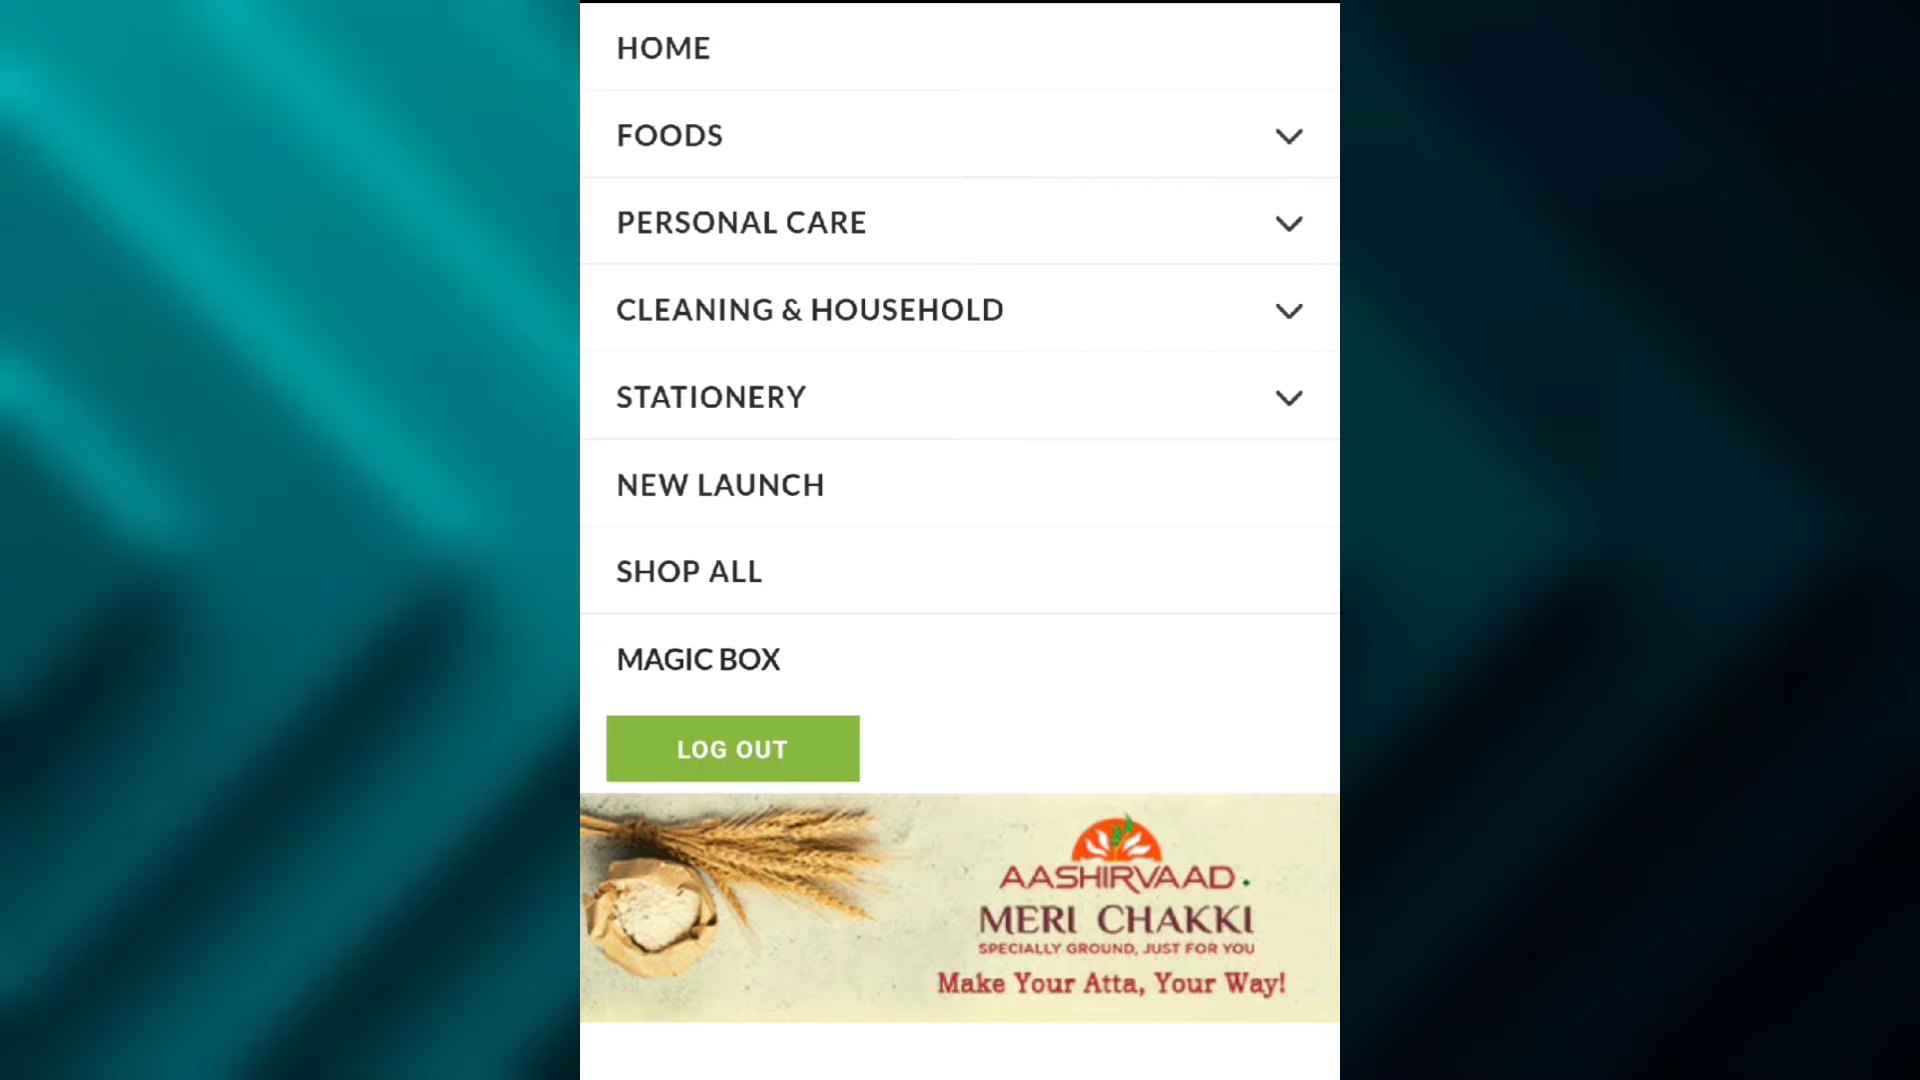 HOME
FOODS
PERSONAL CARE
CLEANING & HOUSEHOLD
STATIONERY
NEW LAUNCH
SHOP ALL
MAGIC BOX
LOG OUT
AASHIRVAAD
MERI CHAKKI
SPECIALLY GROUND, JUST FOR YOU
Make Your Atta, Your Way!